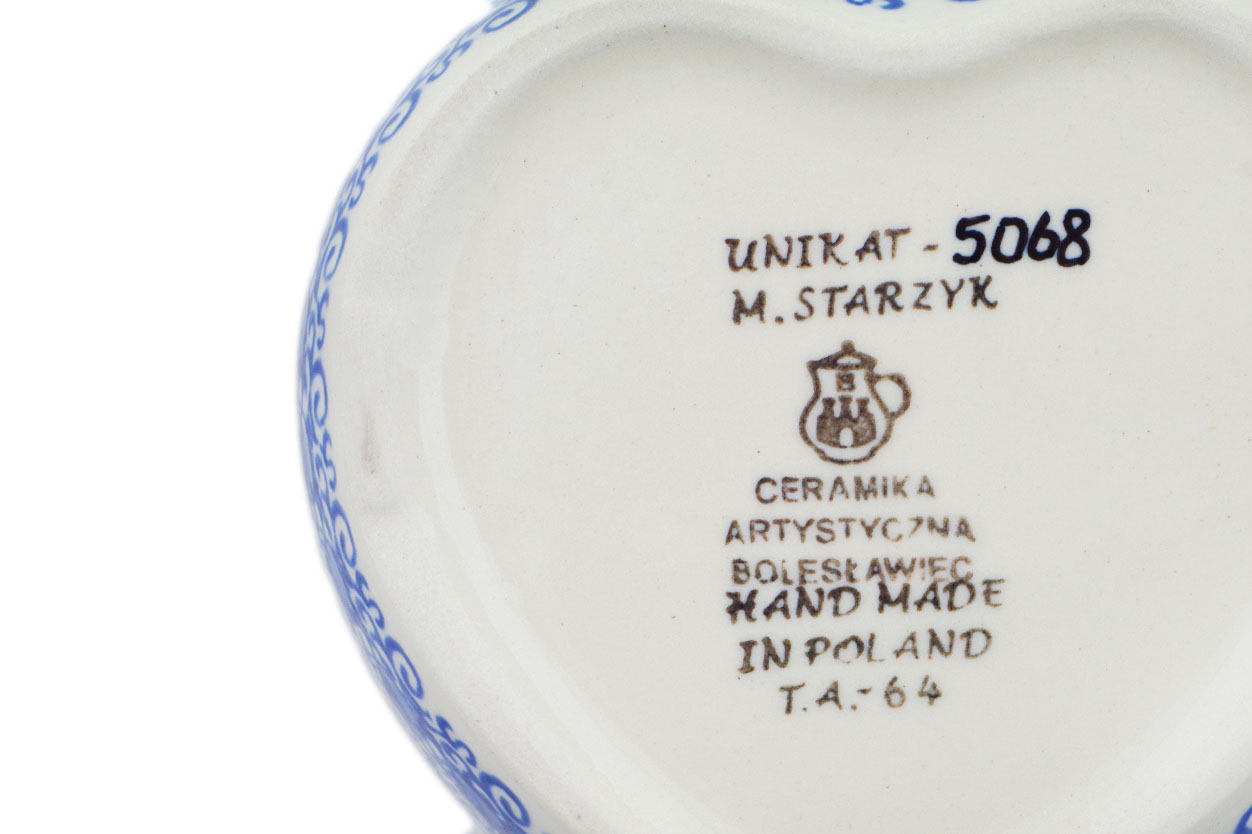 UNIKAT - 5068
M. STARZYK
B
CERAMIKA
ARTYSTYCZNA
BOLESŁAWIEC
HAND MADE
IN POLAND
T.A.-64